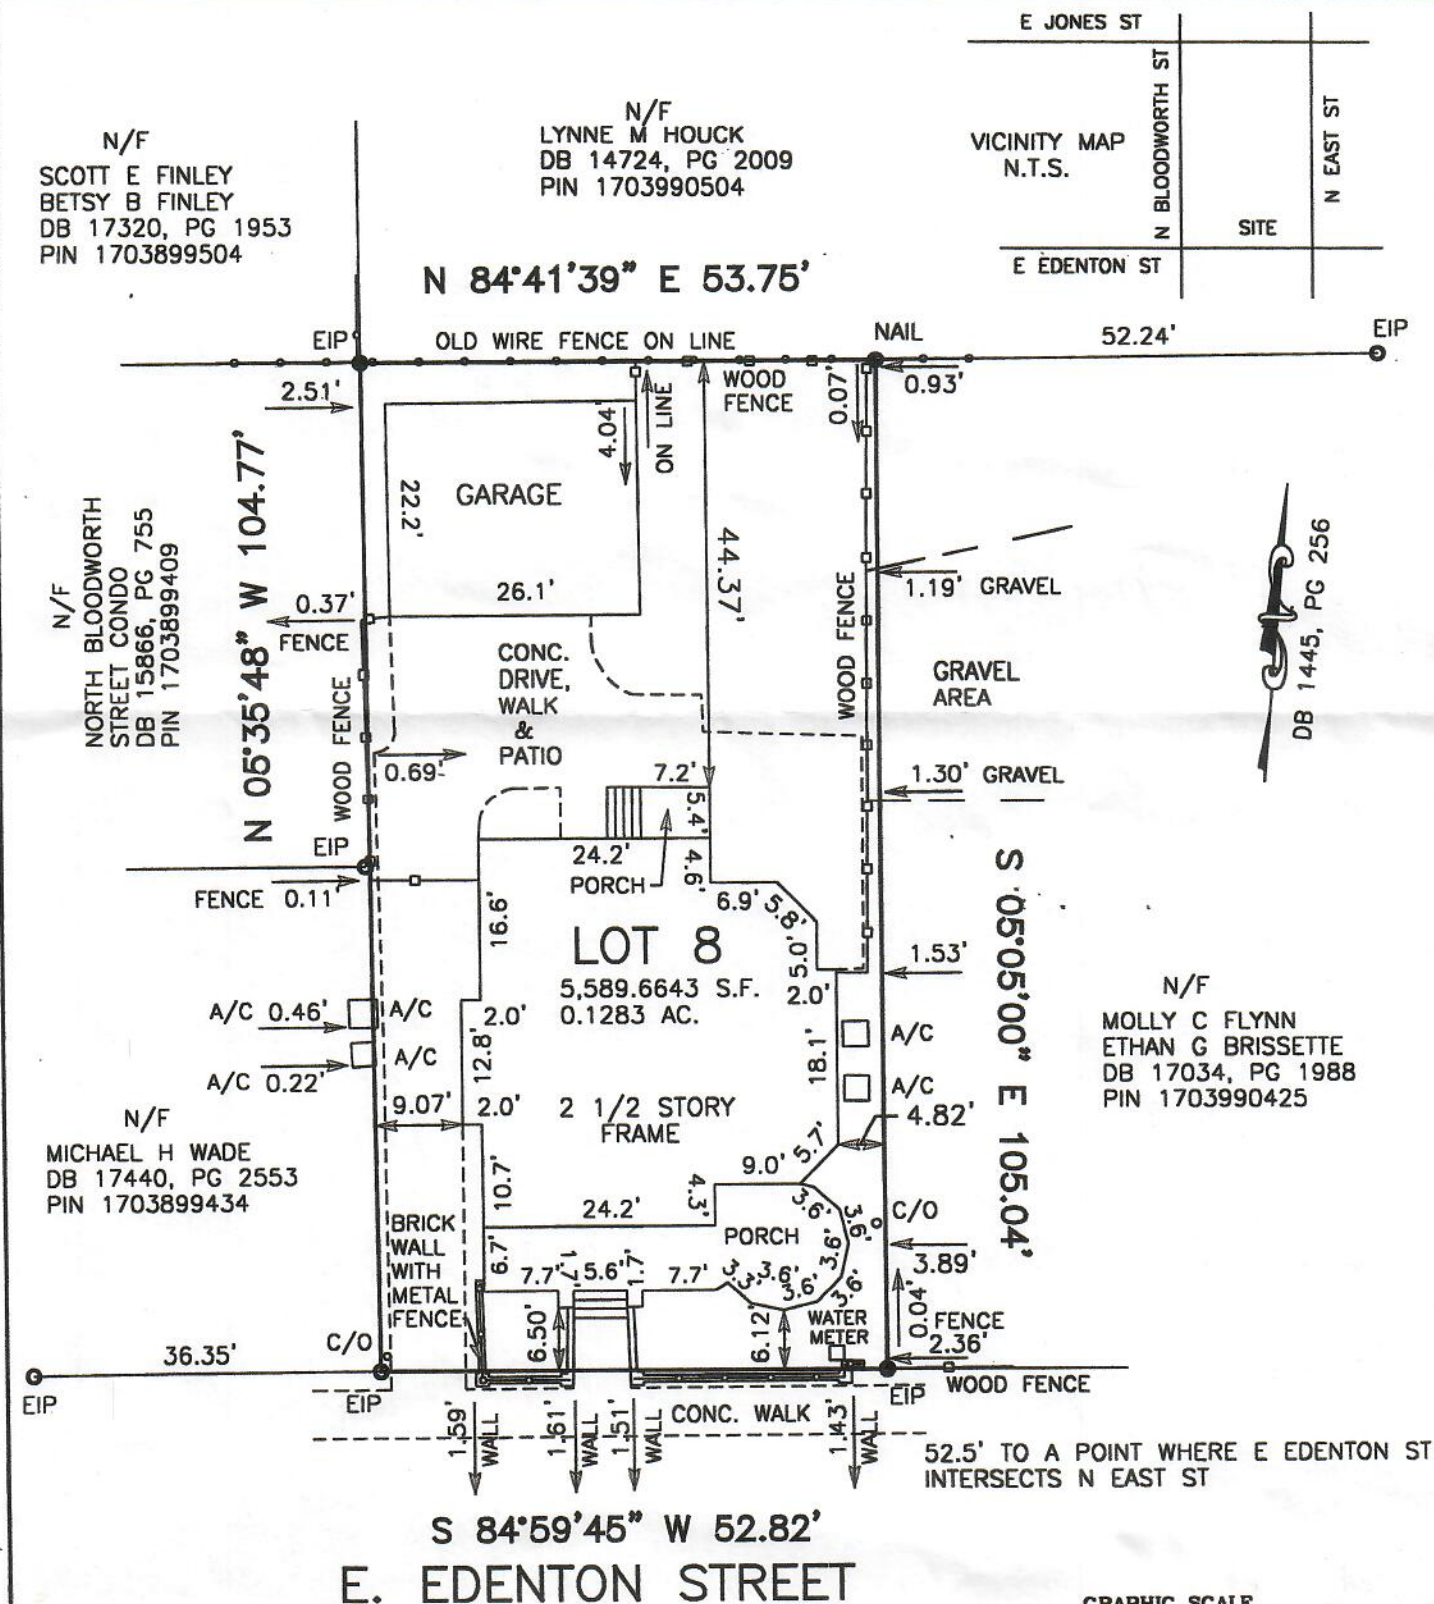 E JONES ST
N BLOODWORTH ST
N EAST ST
VICINITY MAP
N.T.S.
SITE
E EDENTON ST
N/F
SCOTT E FINLEY
BETSY B FINLEY
DB 17320, PG 1953
PIN 1703899504
N/F
LYNNE M HOUCK
DB 14724, PG 2009
PIN 1703990504
N 84°41'39" E 53.75'
EIP
OLD WIRE FENCE ON LINE
NAIL
52.24'
EIP
2.51'
WOOD
FENCE
0.07'
0.93'
4.04'
ON LINE
GARAGE
22.2'
26.1'
N/F
NORTH BLOODWORTH
STREET CONDO
DB 15866, PG 755
PIN 1703899409
N 05°35'48" W 104.77'
0.37'
FENCE
WOOD FENCE
CONC.
DRIVE,
WALK
&
PATIO
44.37'
WOOD FENCE
1.19' GRAVEL
GRAVEL
AREA
DB 1445, PG 256
0.69'
7.2'
5.4'
1.30' GRAVEL
EIP
FENCE 0.11'
24.2'
PORCH
4.6'
6.9'
5.8'
5.0'
16.6'
LOT 8
5,589.6643 S.F.
0.1283 AC.
2.0'
1.53'
S 05°05'00" E 105.04'
A/C 0.46'
A/C
2.0'
A/C 0.22'
A/C
12.8'
18.1'
A/C
A/C
N/F
MOLLY C FLYNN
ETHAN G BRISSETTE
DB 17034, PG 1988
PIN 1703990425
9.07'
2.0'
2 1/2 STORY
FRAME
4.82'
N/F
MICHAEL H WADE
DB 17440, PG 2553
PIN 1703899434
10.7'
9.0'
5.7'
4.3'
24.2'
BRICK
WALL
WITH
METAL
FENCE
6.7'
PORCH
3.6'
3.6'
3.6'
C/O
3.89'
7.7'
1.7'
5.6'
1.7'
7.7'
3.3'
3.6'
3.6'
3.6'
0.04'
FENCE
2.36'
WATER
METER
6.50'
6.12'
C/O
36.35'
EIP
EIP
EIP
WOOD FENCE
1.59'
WALL
1.61'
WALL
1.51'
WALL
CONC. WALK
1.43'
WALL
52.5' TO A POINT WHERE E EDENTON ST
INTERSECTS N EAST ST
S 84°59'45" W 52.82'
E. EDENTON STREET
GRAPHIC SCALE